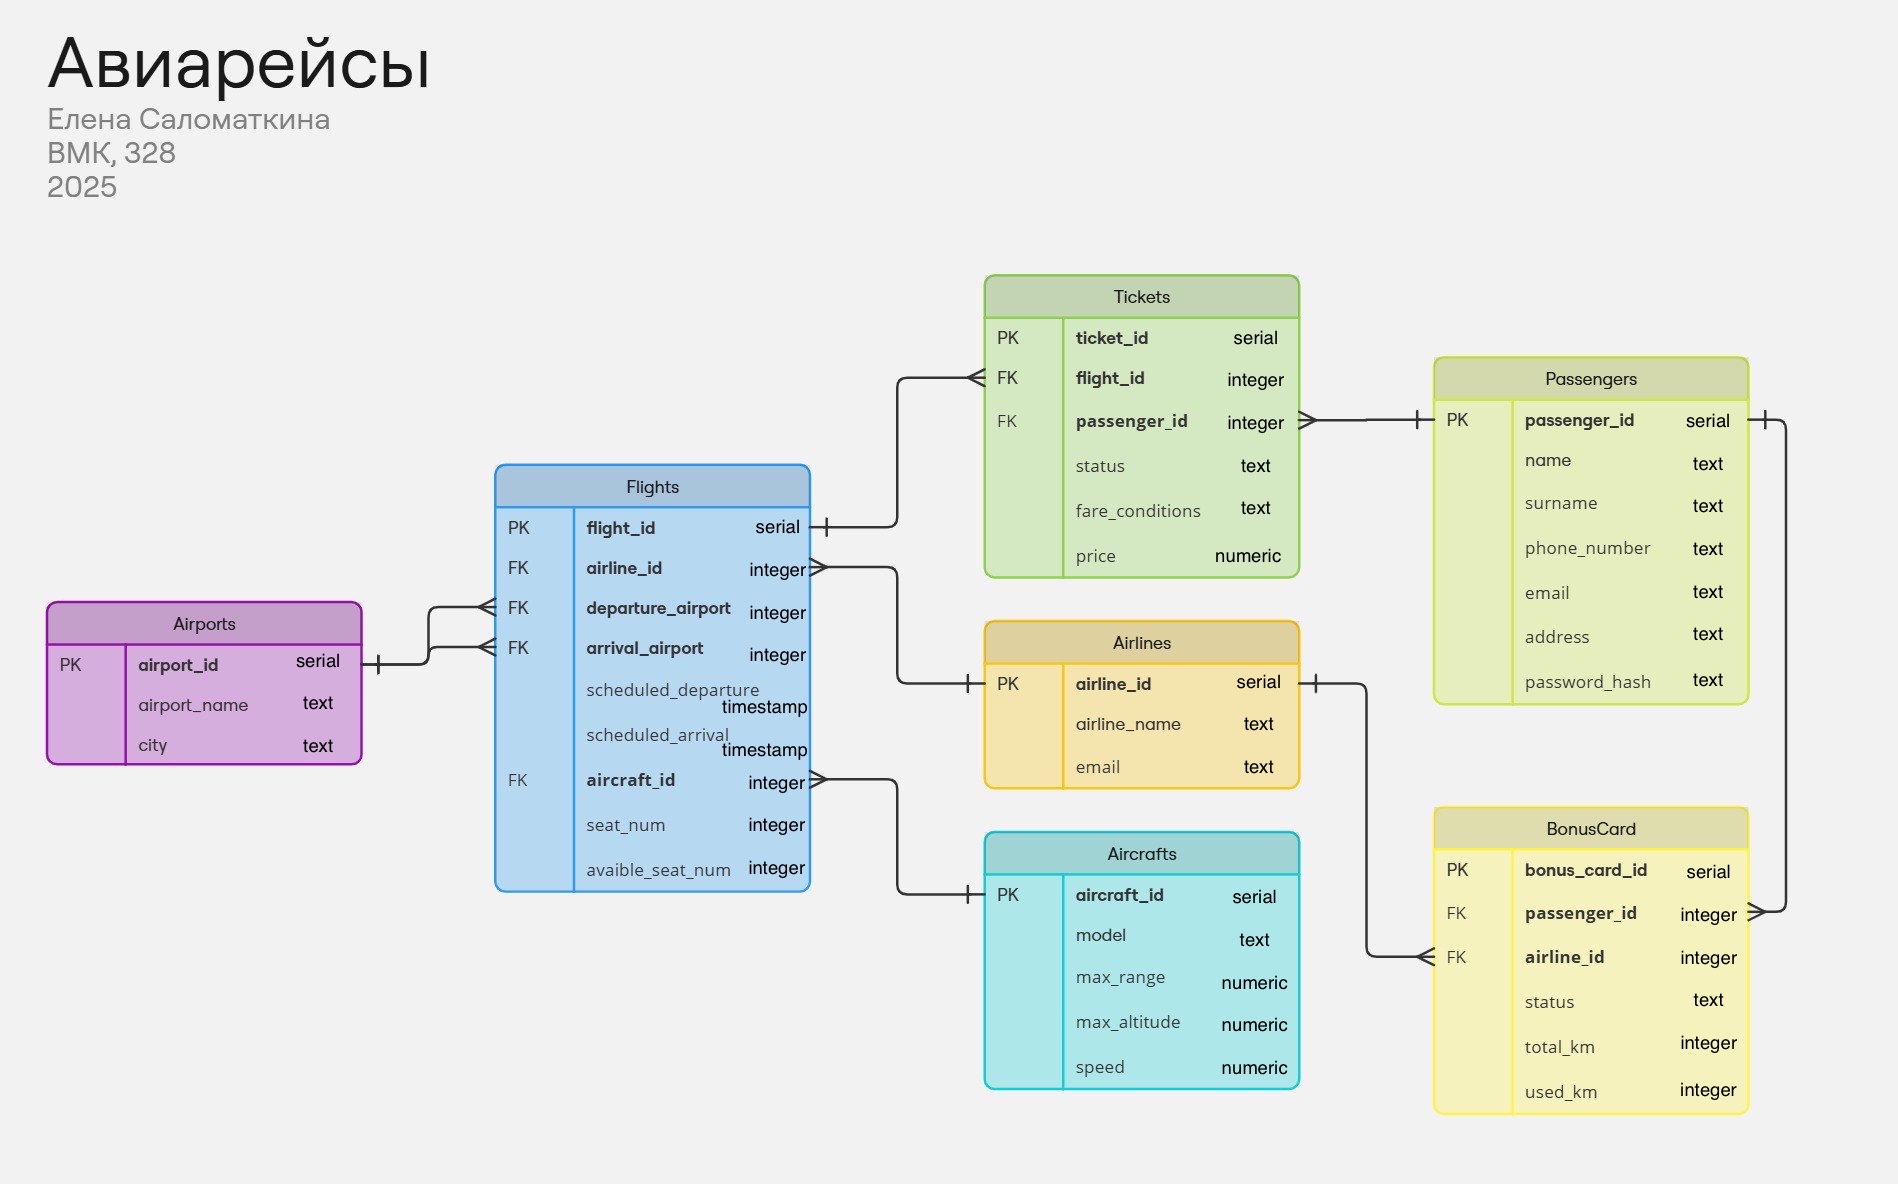 Авиарейсы
Елена Саломаткина
ВМК, 328
2025
Airports
PK airport_id serial
airport_name text
city text
Flights
PK flight_id serial
FK airline_id integer
FK departure_airport integer
FK arrival_airport integer
scheduled_departure timestamp
scheduled_arrival timestamp
FK aircraft_id integer
seat_num integer
avaible_seat_num integer
Tickets
PK ticket_id serial
FK flight_id integer
FK passenger_id integer
status text
fare_conditions text
price numeric
Airlines
PK airline_id serial
airline_name text
email text
Aircrafts
PK aircraft_id serial
model text
max_range numeric
max_altitude numeric
speed numeric
Passengers
PK passenger_id serial
name text
surname text
phone_number text
email text
address text
password_hash text
BonusCard
PK bonus_card_id serial
FK passenger_id integer
FK airline_id integer
status text
total_km integer
used_km integer